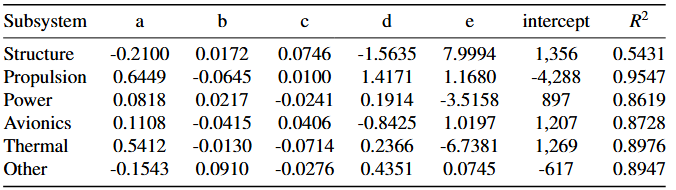 Subsystem a b c d e intercept R²
Structure -0.2100 0.0172 0.0746 -1.5635 7.9994 1,356 0.5431
Propulsion 0.6449 -0.0645 0.0100 1.4171 1.1680 -4,288 0.9547
Power 0.0818 0.0217 -0.0241 0.1914 -3.5158 897 0.8619
Avionics 0.1108 -0.0415 0.0406 -0.8425 1.0197 1,207 0.8728
Thermal 0.5412 -0.0130 -0.0714 0.2366 -6.7381 1,269 0.8976
Other -0.1543 0.0910 -0.0276 0.4351 0.0745 -617 0.8947